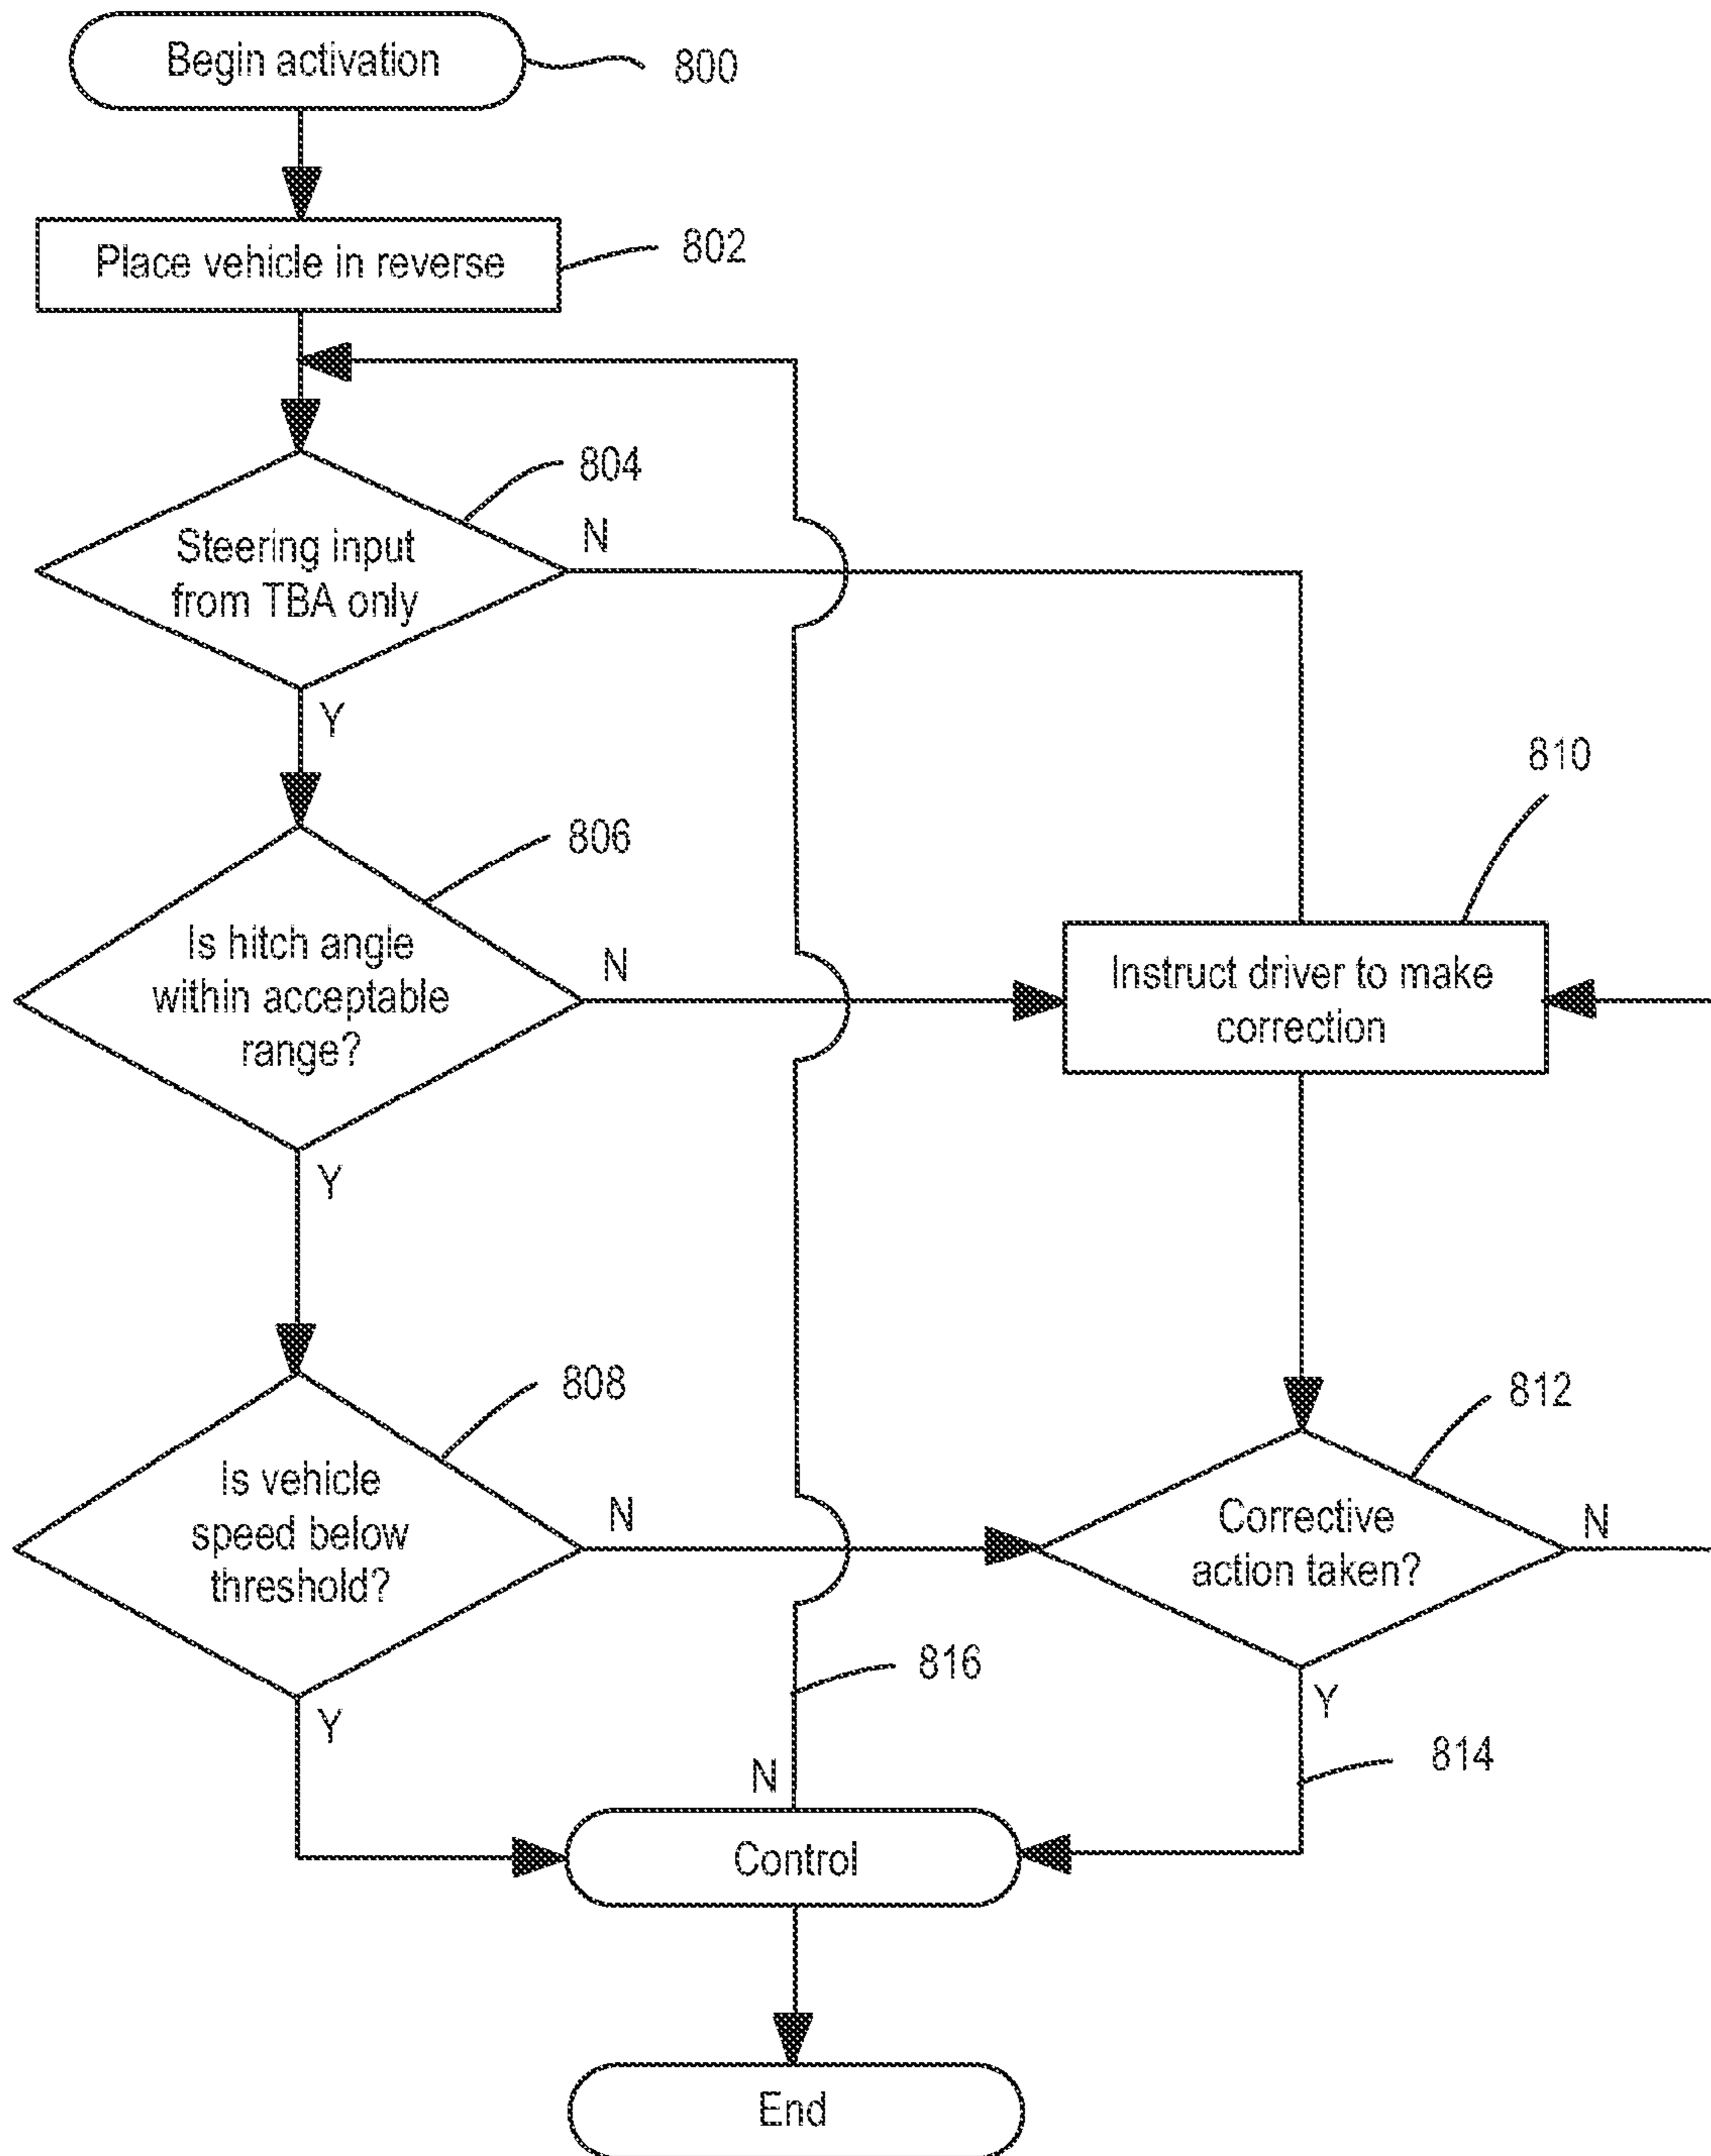 Begin activation
800
Place vehicle in reverse
802
804
Steering input
from TBA only
N
Y
810
806
Is hitch angle
within acceptable
range?
N
Instruct driver to make
correction
Y
808
812
Is vehicle
speed below
threshold?
N
Corrective
action taken?
N
816
Y
Y
814
N
Control
End